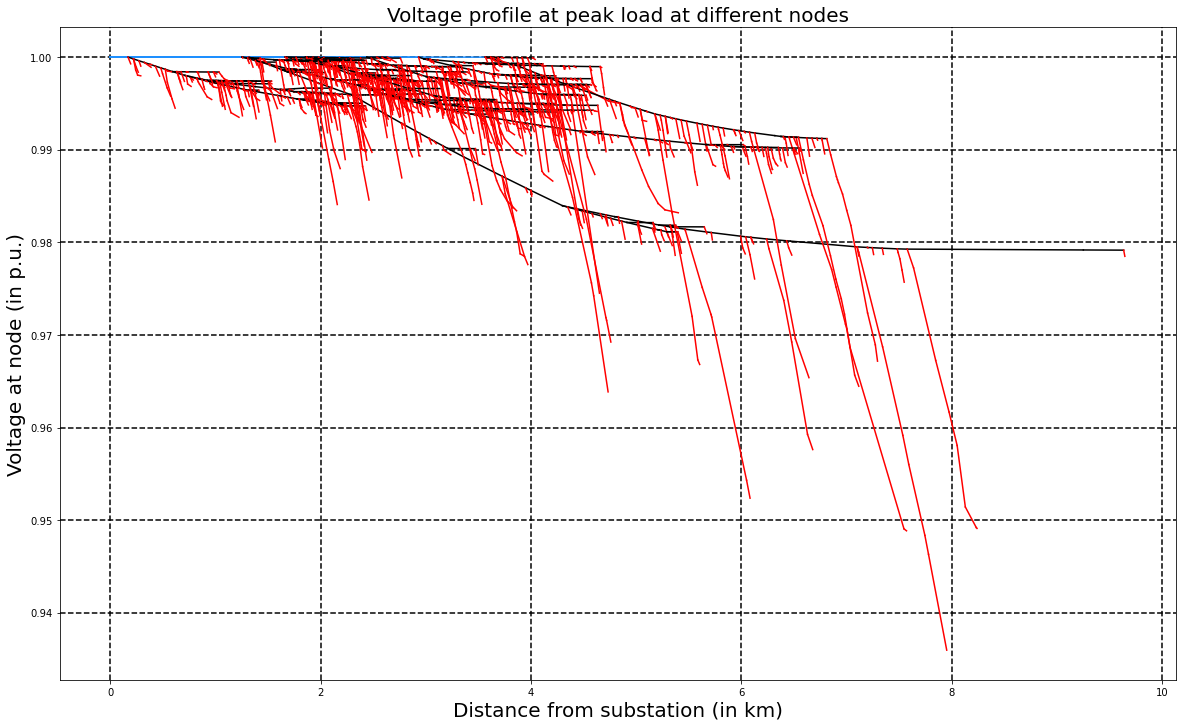 Voltage profile at peak load at different nodes
Voltage at node (in p.u.)
1.00
0.99
0.98
0.97
0.96
0.95
0.94
0 2 4 6 8 10
Distance from substation (in km)